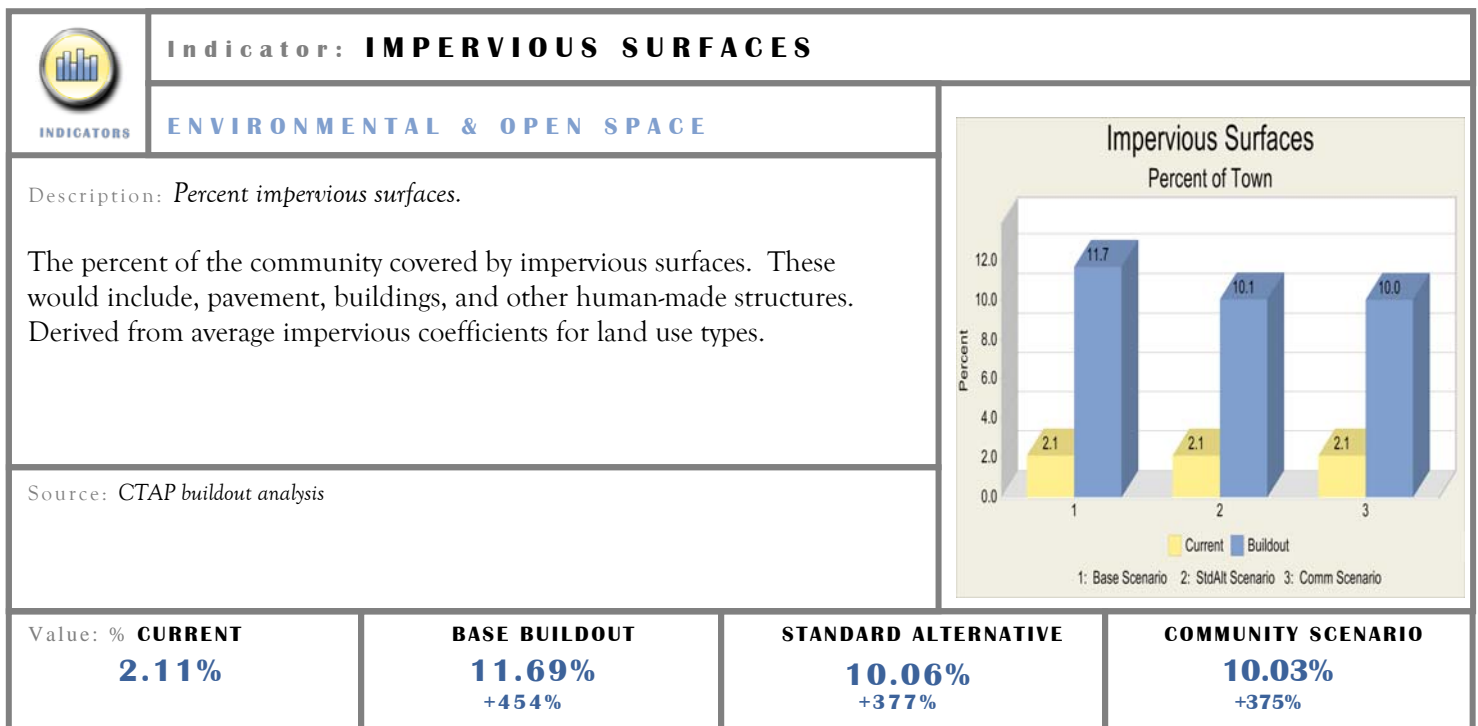 INDICATORS
Indicator: IMPERVIOUS SURFACES
ENVIRONMENTAL & OPEN SPACE
Description: Percent impervious surfaces.
The percent of the community covered by impervious surfaces. These
would include, pavement, buildings, and other human-made structures.
Derived from average impervious coefficients for land use types.
Source: CTAP buildout analysis
Impervious Surfaces
Percent of Town
Percent
12.0
10.0
8.0
6.0
4.0
2.0
0.0
2.1
11.7
2.1
10.1
2.1
10.0
1 2 3
Current Buildout
1: Base Scenario 2: StdAlt Scenario 3: Comm Scenario
Value: % CURRENT
2.11%
BASE BUILDOUT
11.69%
+454%
STANDARD ALTERNATIVE
10.06%
+377%
COMMUNITY SCENARIO
10.03%
+375%